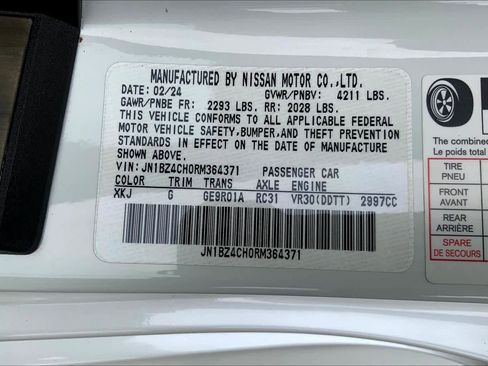 MANUFACTURED BY NISSAN MOTOR CO.,LTD.
DATE: 02/24 GVWR/PNBV: 4211 LBS.
GAWR/PNBE FR: 2293 LBS. RR: 2028 LBS.
THIS VEHICLE CONFORMS TO ALL APPLICABLE FEDERAL
MOTOR VEHICLE SAFETY,BUMPER,AND THEFT PREVENTION
STANDARDS IN EFFECT ON THE DATE OF MANUFACTURE
SHOWN ABOVE.
VIN: JN1BZ4CH0RM364371 PASSENGER CAR
COLOR TRIM TRANS AXLE ENGINE
XKJ G GE9R01A RC31 VR30(DDTT) 2997CC
JN1BZ4CH0RM364371
The combined
Le poids total
TIRE
PNEU
FRONT
AVANT
REAR
ARRIÈRE
SPARE
DE SECOURS